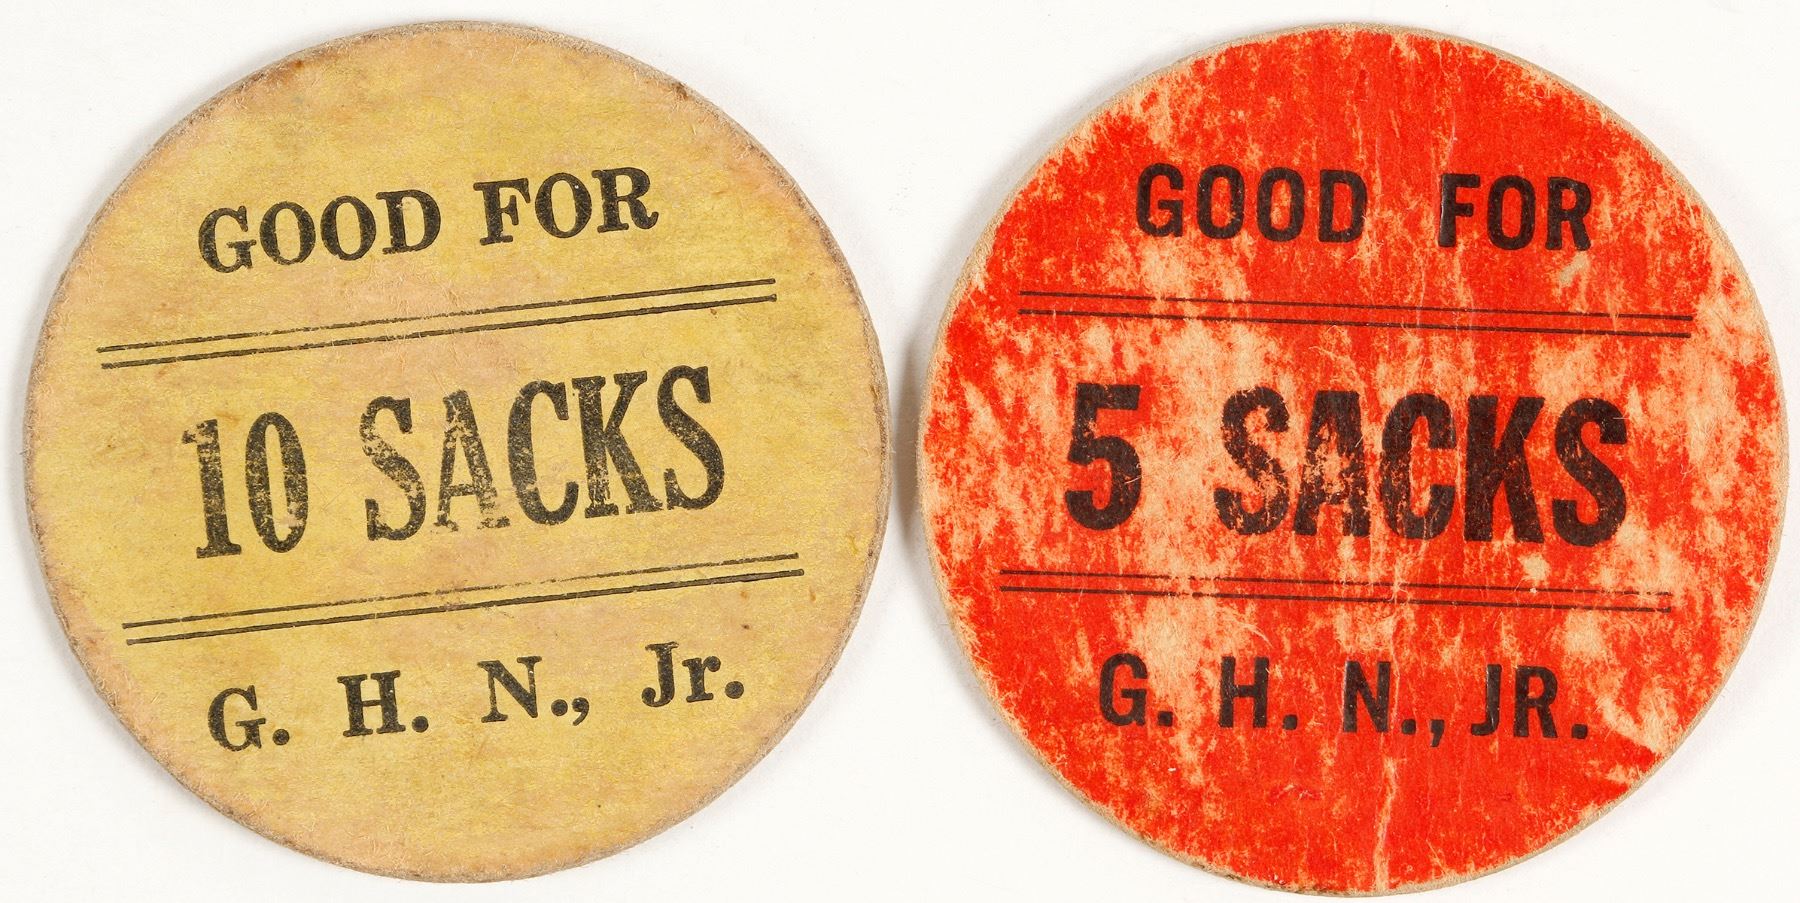 GOOD FOR
10 SACKS
G. H. N., Jr.
GOOD FOR
5 SACKS
G. H. N., JR.